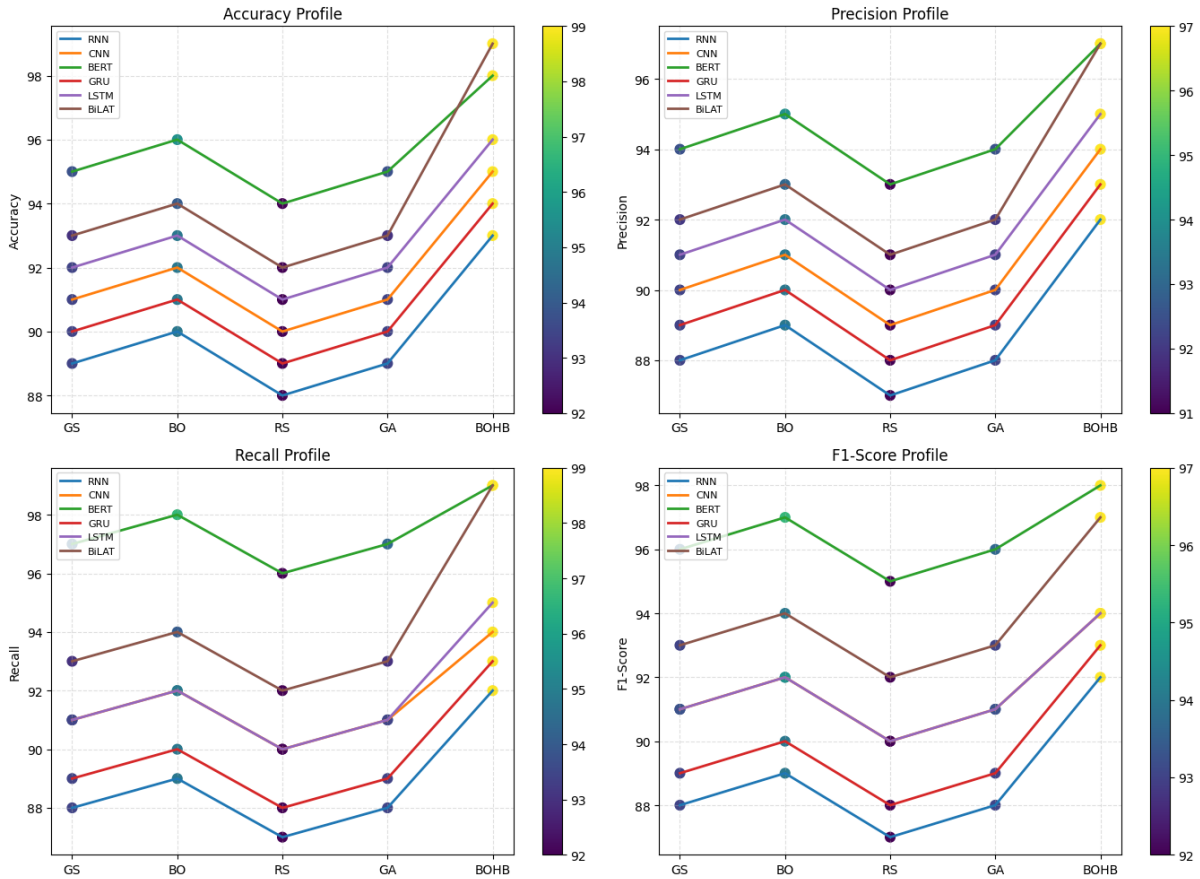 Accuracy Profile
Accuracy
98
96
94
92
90
88
RNN
CNN
BERT
GRU
LSTM
BiLAT
GS
BO
RS
GA
BOHB
99
98
97
96
95
94
93
92
Precision Profile
Precision
96
94
92
90
88
RNN
CNN
BERT
GRU
LSTM
BiLAT
GS
BO
RS
GA
BOHB
97
96
95
94
93
92
91
Recall Profile
Recall
98
96
94
92
90
88
RNN
CNN
BERT
GRU
LSTM
BiLAT
GS
BO
RS
GA
BOHB
99
98
97
96
95
94
93
92
F1-Score Profile
F1-Score
98
96
94
92
90
88
RNN
CNN
BERT
GRU
LSTM
BiLAT
GS
BO
RS
GA
BOHB
97
96
95
94
93
92